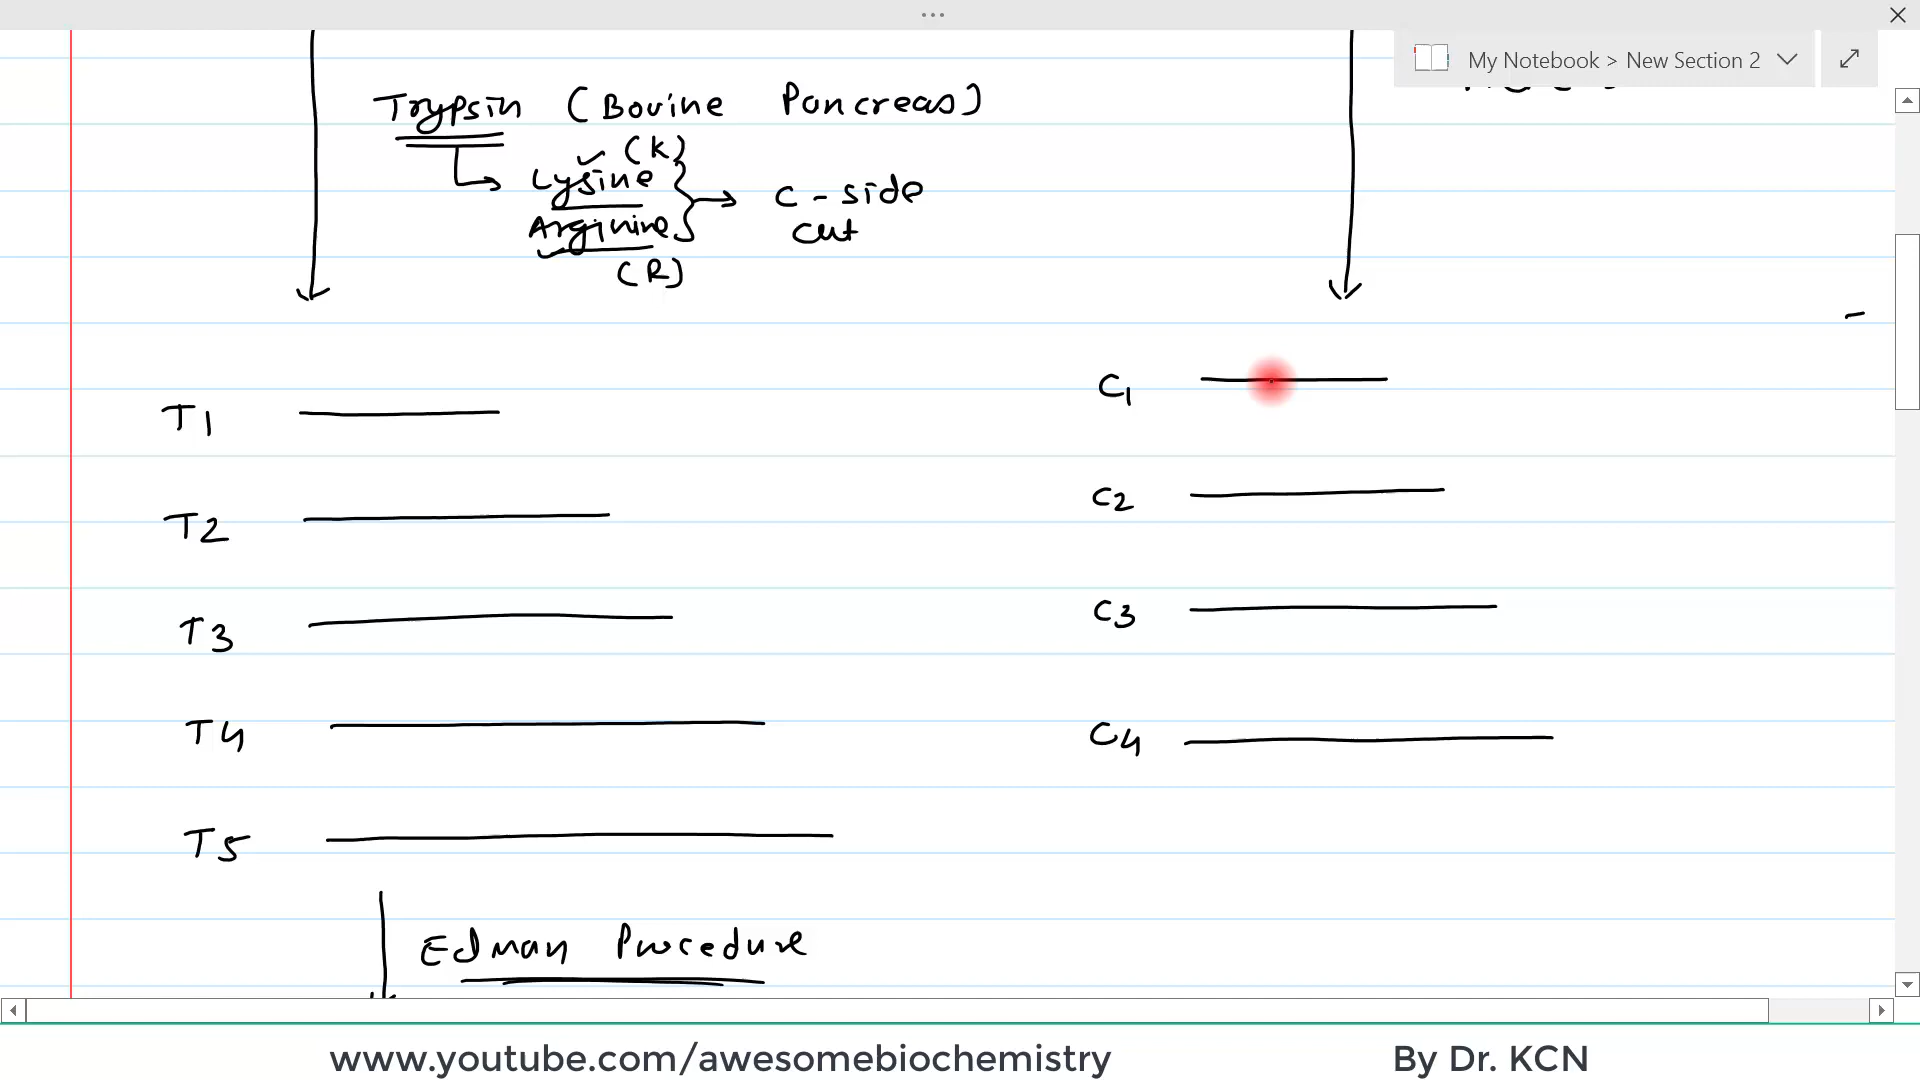 My Notebook > New Section 2
Trypsin (Bovine Pancreas)
(K)
Lysine
C - side
Arginine
cut
(R)
C1
T1
C2
T2
C3
T3
T4
C4
T5
Edman Procedure
www.youtube.com/awesomebiochemistry
By Dr. KCN